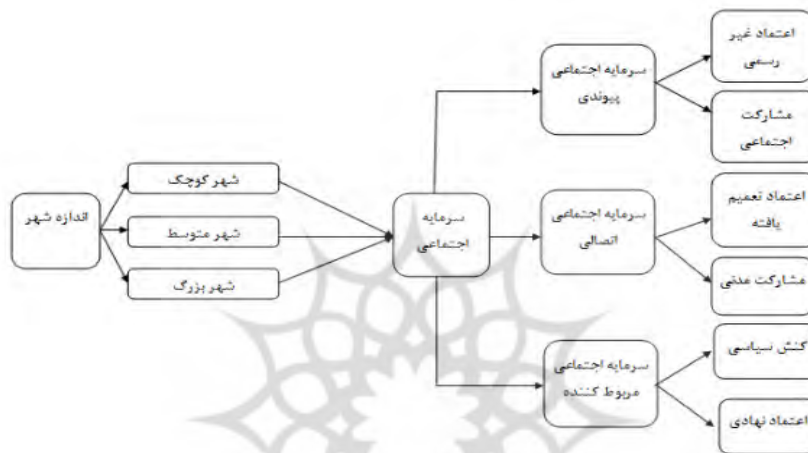 اندازه شهر
شهر کوچک
شهر متوسط
شهر بزرگ
سرمایه
اجتماعی
سرمایه اجتماعی
پیوندی
اعتماد غیر
رسمی
مشارکت
اجتماعی
سرمایه اجتماعی
اتصالی
اعتماد تعمیم
یافته
مشارکت مدنی
سرمایه اجتماعی
مربوط کننده
کنش سیاسی
اعتماد نهادی